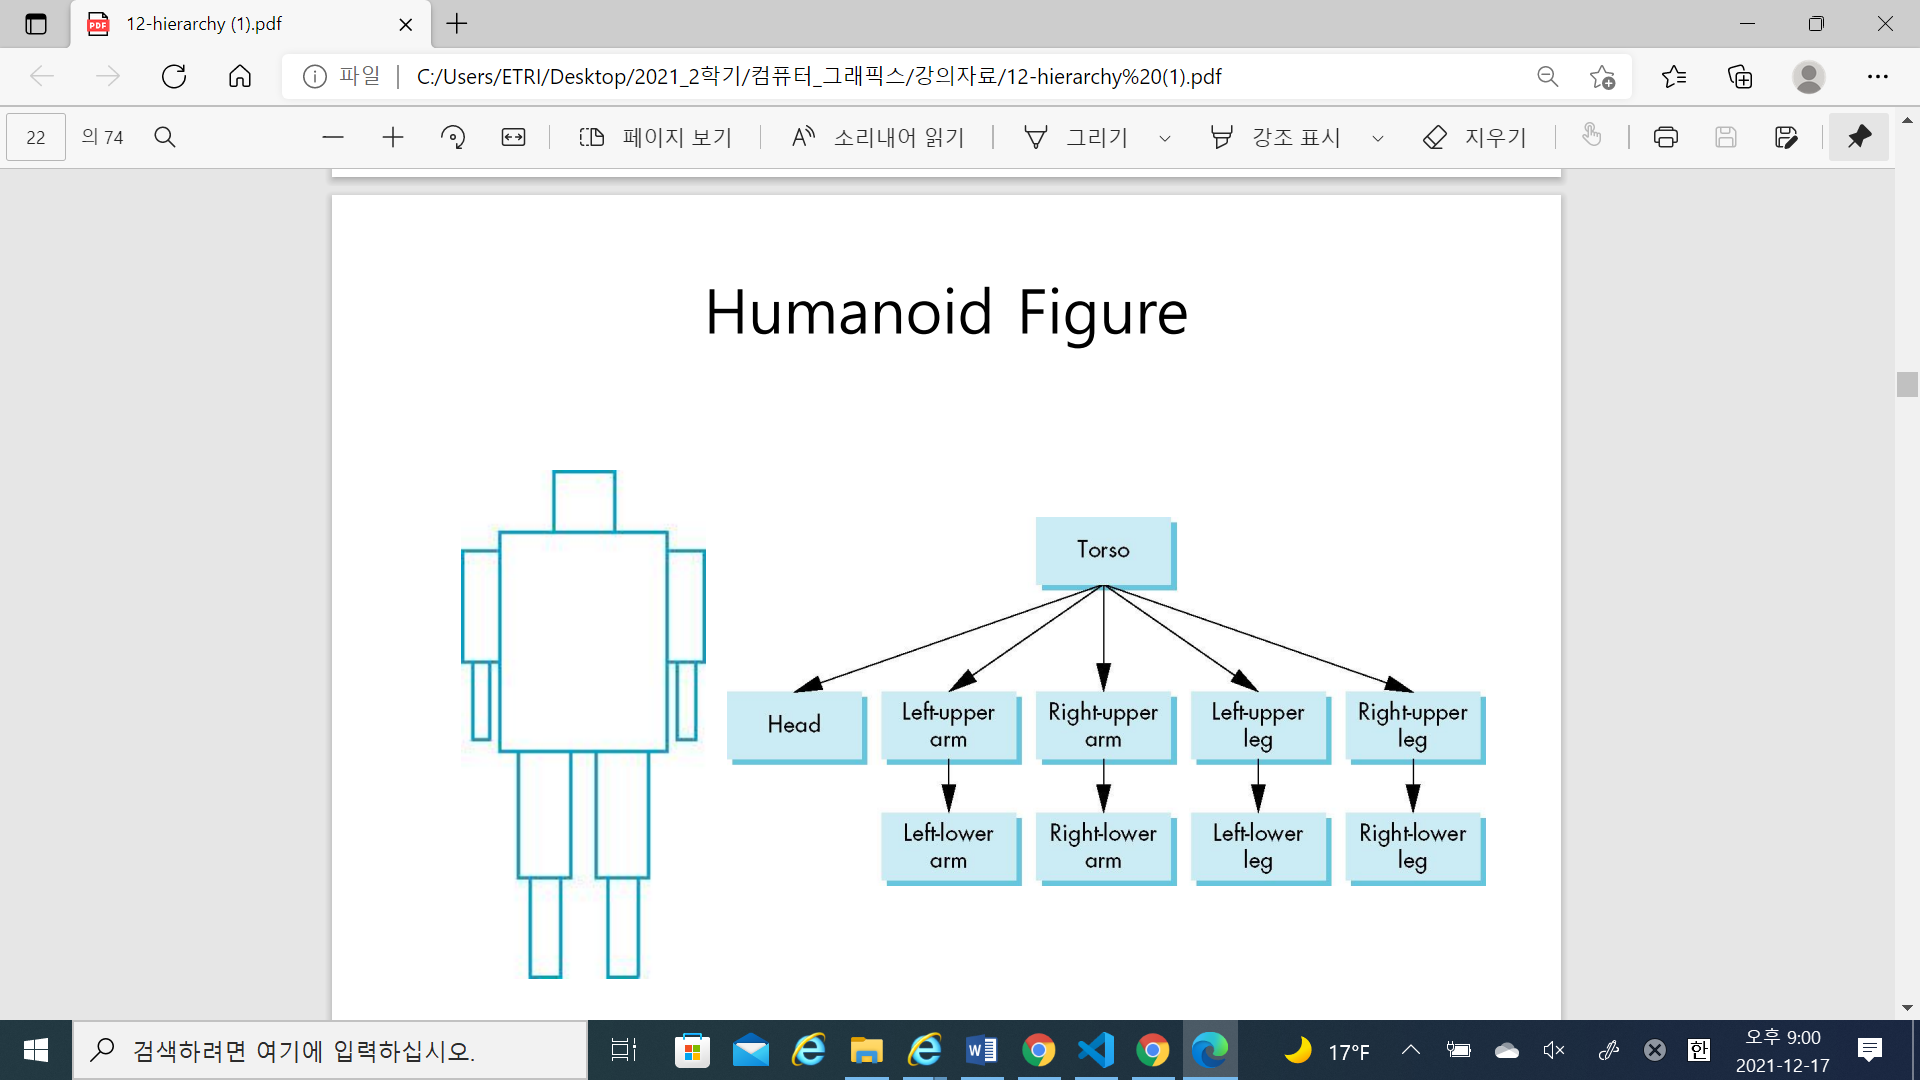 12-hierarchy (1).pdf
파일 | C:/Users/ETRI/Desktop/2021_2학기/컴퓨터_그래픽스/강의자료/12-hierarchy%20(1).pdf
22 의 74 페이지 보기 소리내어 읽기 그리기 강조 표시 지우기
Humanoid Figure
Torso
Head
Left-upper
arm
Right-upper
arm
Left-upper
leg
Right-upper
leg
Left-lower
arm
Right-lower
arm
Left-lower
leg
Right-lower
leg
검색하려면 여기에 입력하십시오.
17°F
한
오후 9:00
2021-12-17